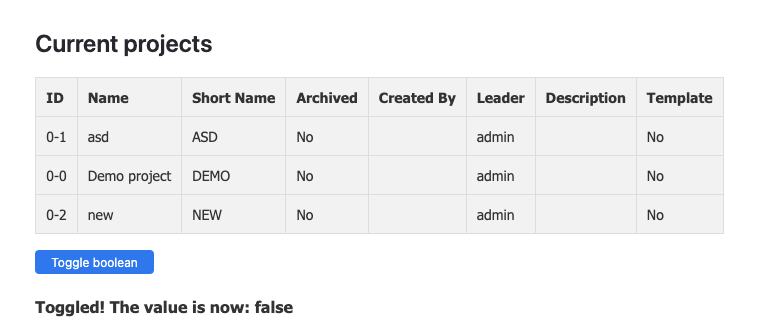 Current projects
ID Name Short Name Archived Created By Leader Description Template
0-1 asd ASD No admin No
0-0 Demo project DEMO No admin No
0-2 new NEW No admin No
Toggle boolean
Toggled! The value is now: false